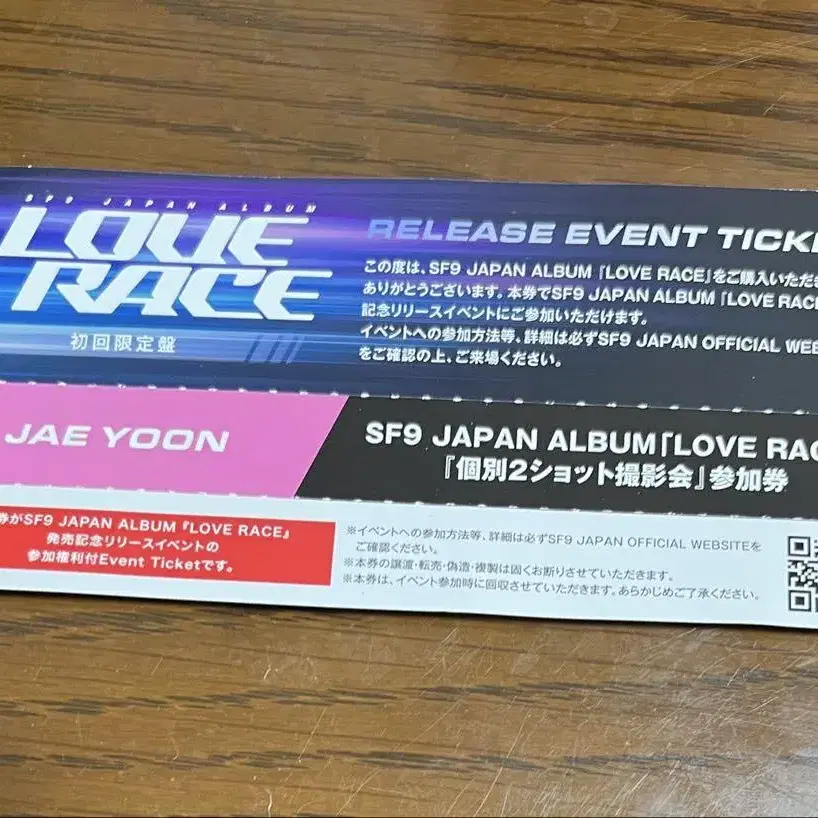 SF9 JAPAN ALBUM
LOVE
RACE
初回限定盤
RELEASE EVENT
この度は、SF9 JAPAN ALBUM「LOVE RACE」をご購入いただき
ありがとうございます。本券でSF9 JAPAN ALBUM「LOVE RACE
記念リリースイベントにご参加いただけます。
イベントへの参加方法等、詳細は必ずSF9 JAPAN OFFICIAL
をご確認の上、ご来場ください。
JAE YOON
SF9 JAPAN ALBUM「LOVE
『個別2ショット撮影会』参加券
券がSF9 JAPAN ALBUM『LOVE RACE』
発売記念リリースイベントの
参加権利付Event Ticketです。
※イベントへの参加方法等、詳細は必ずSF9 JAPAN OFFICIAL WEBSITEを
ご確認ください。
※本券の譲渡・転売・偽造・複製は固くお断りさせていただきます。
※本券は、イベント参加時に回収させていただきます。あらかじめご了承ください。